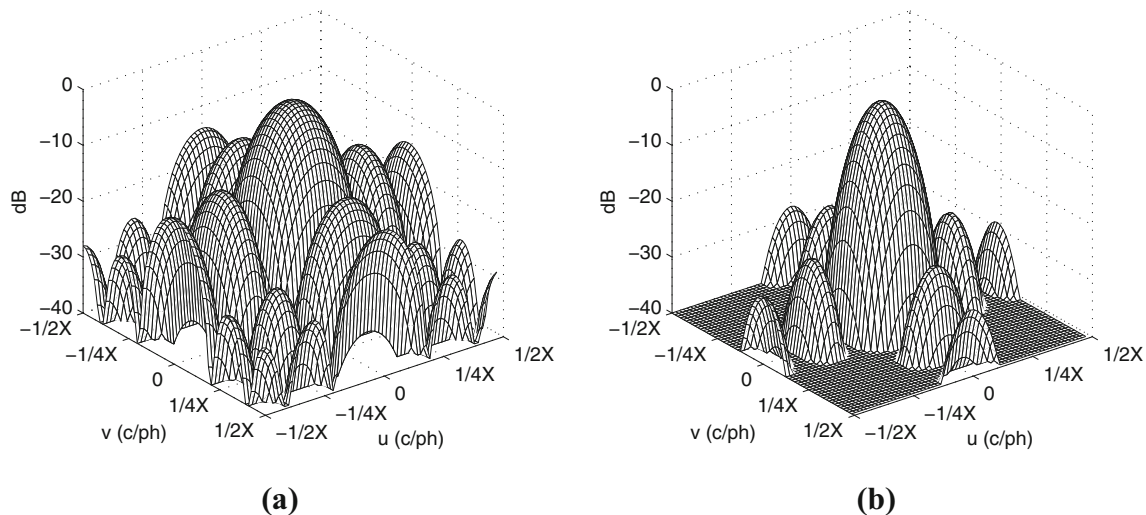 0
−10
−20
−30
−40
dB
−1/2X
−1/4X
0
1/4X
1/2X
v (c/ph)
−1/2X
−1/4X
0
1/4X
1/2X
u (c/ph)
(a)
0
−10
−20
−30
−40
dB
−1/2X
−1/4X
0
1/4X
1/2X
v (c/ph)
−1/2X
−1/4X
0
1/4X
1/2X
u (c/ph)
(b)